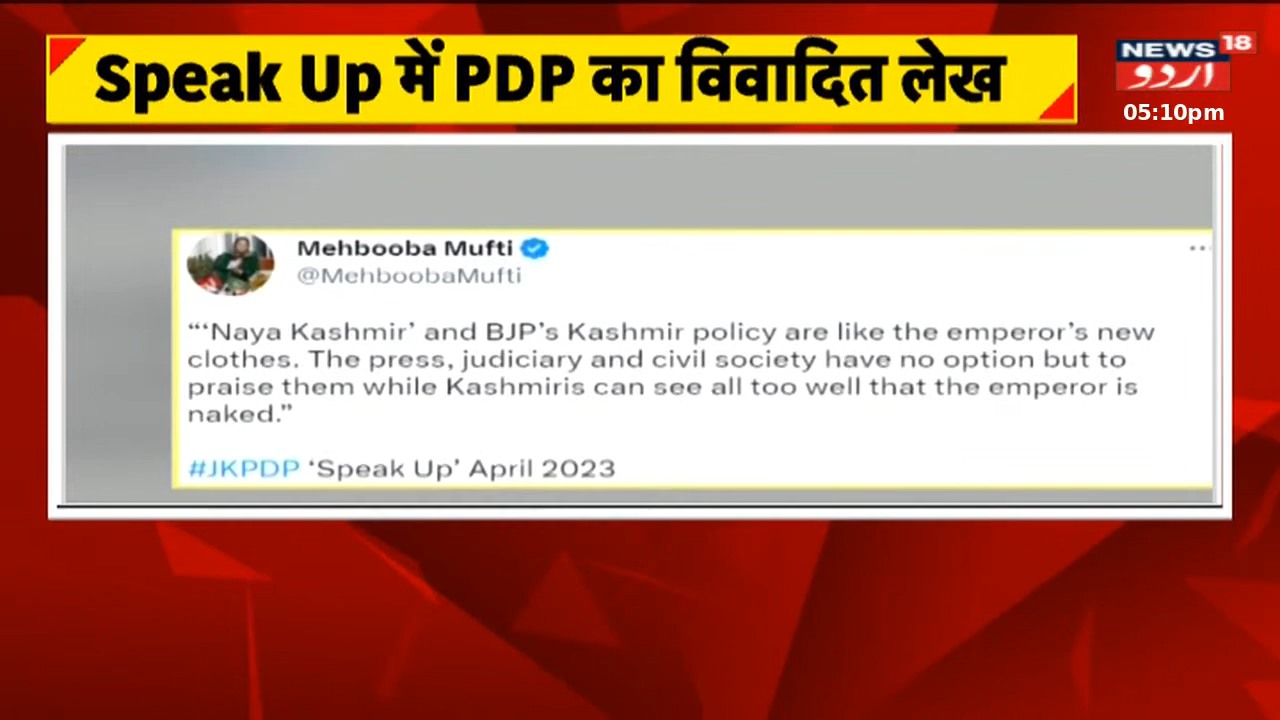 Speak Up में PDP का विवादित लेख
NEWS 18
اردو
05:10pm
Mehbooba Mufti
@MehboobaMufti
...
“‘Naya Kashmir’ and BJP’s Kashmir policy are like the emperor’s new
clothes. The press, judiciary and civil society have no option but to
praise them while Kashmiris can see all too well that the emperor is
naked.”
#JKPDP ‘Speak Up’ April 2023